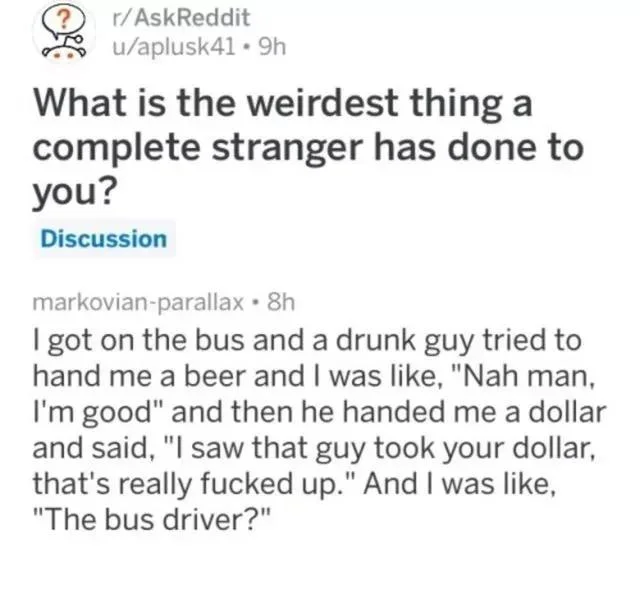 r/AskReddit
u/aplusk41 • 9h
What is the weirdest thing a
complete stranger has done to
you?
Discussion
markovian-parallax • 8h
I got on the bus and a drunk guy tried to
hand me a beer and I was like, "Nah man,
I'm good" and then he handed me a dollar
and said, "I saw that guy took your dollar,
that's really fucked up." And I was like,
"The bus driver?"